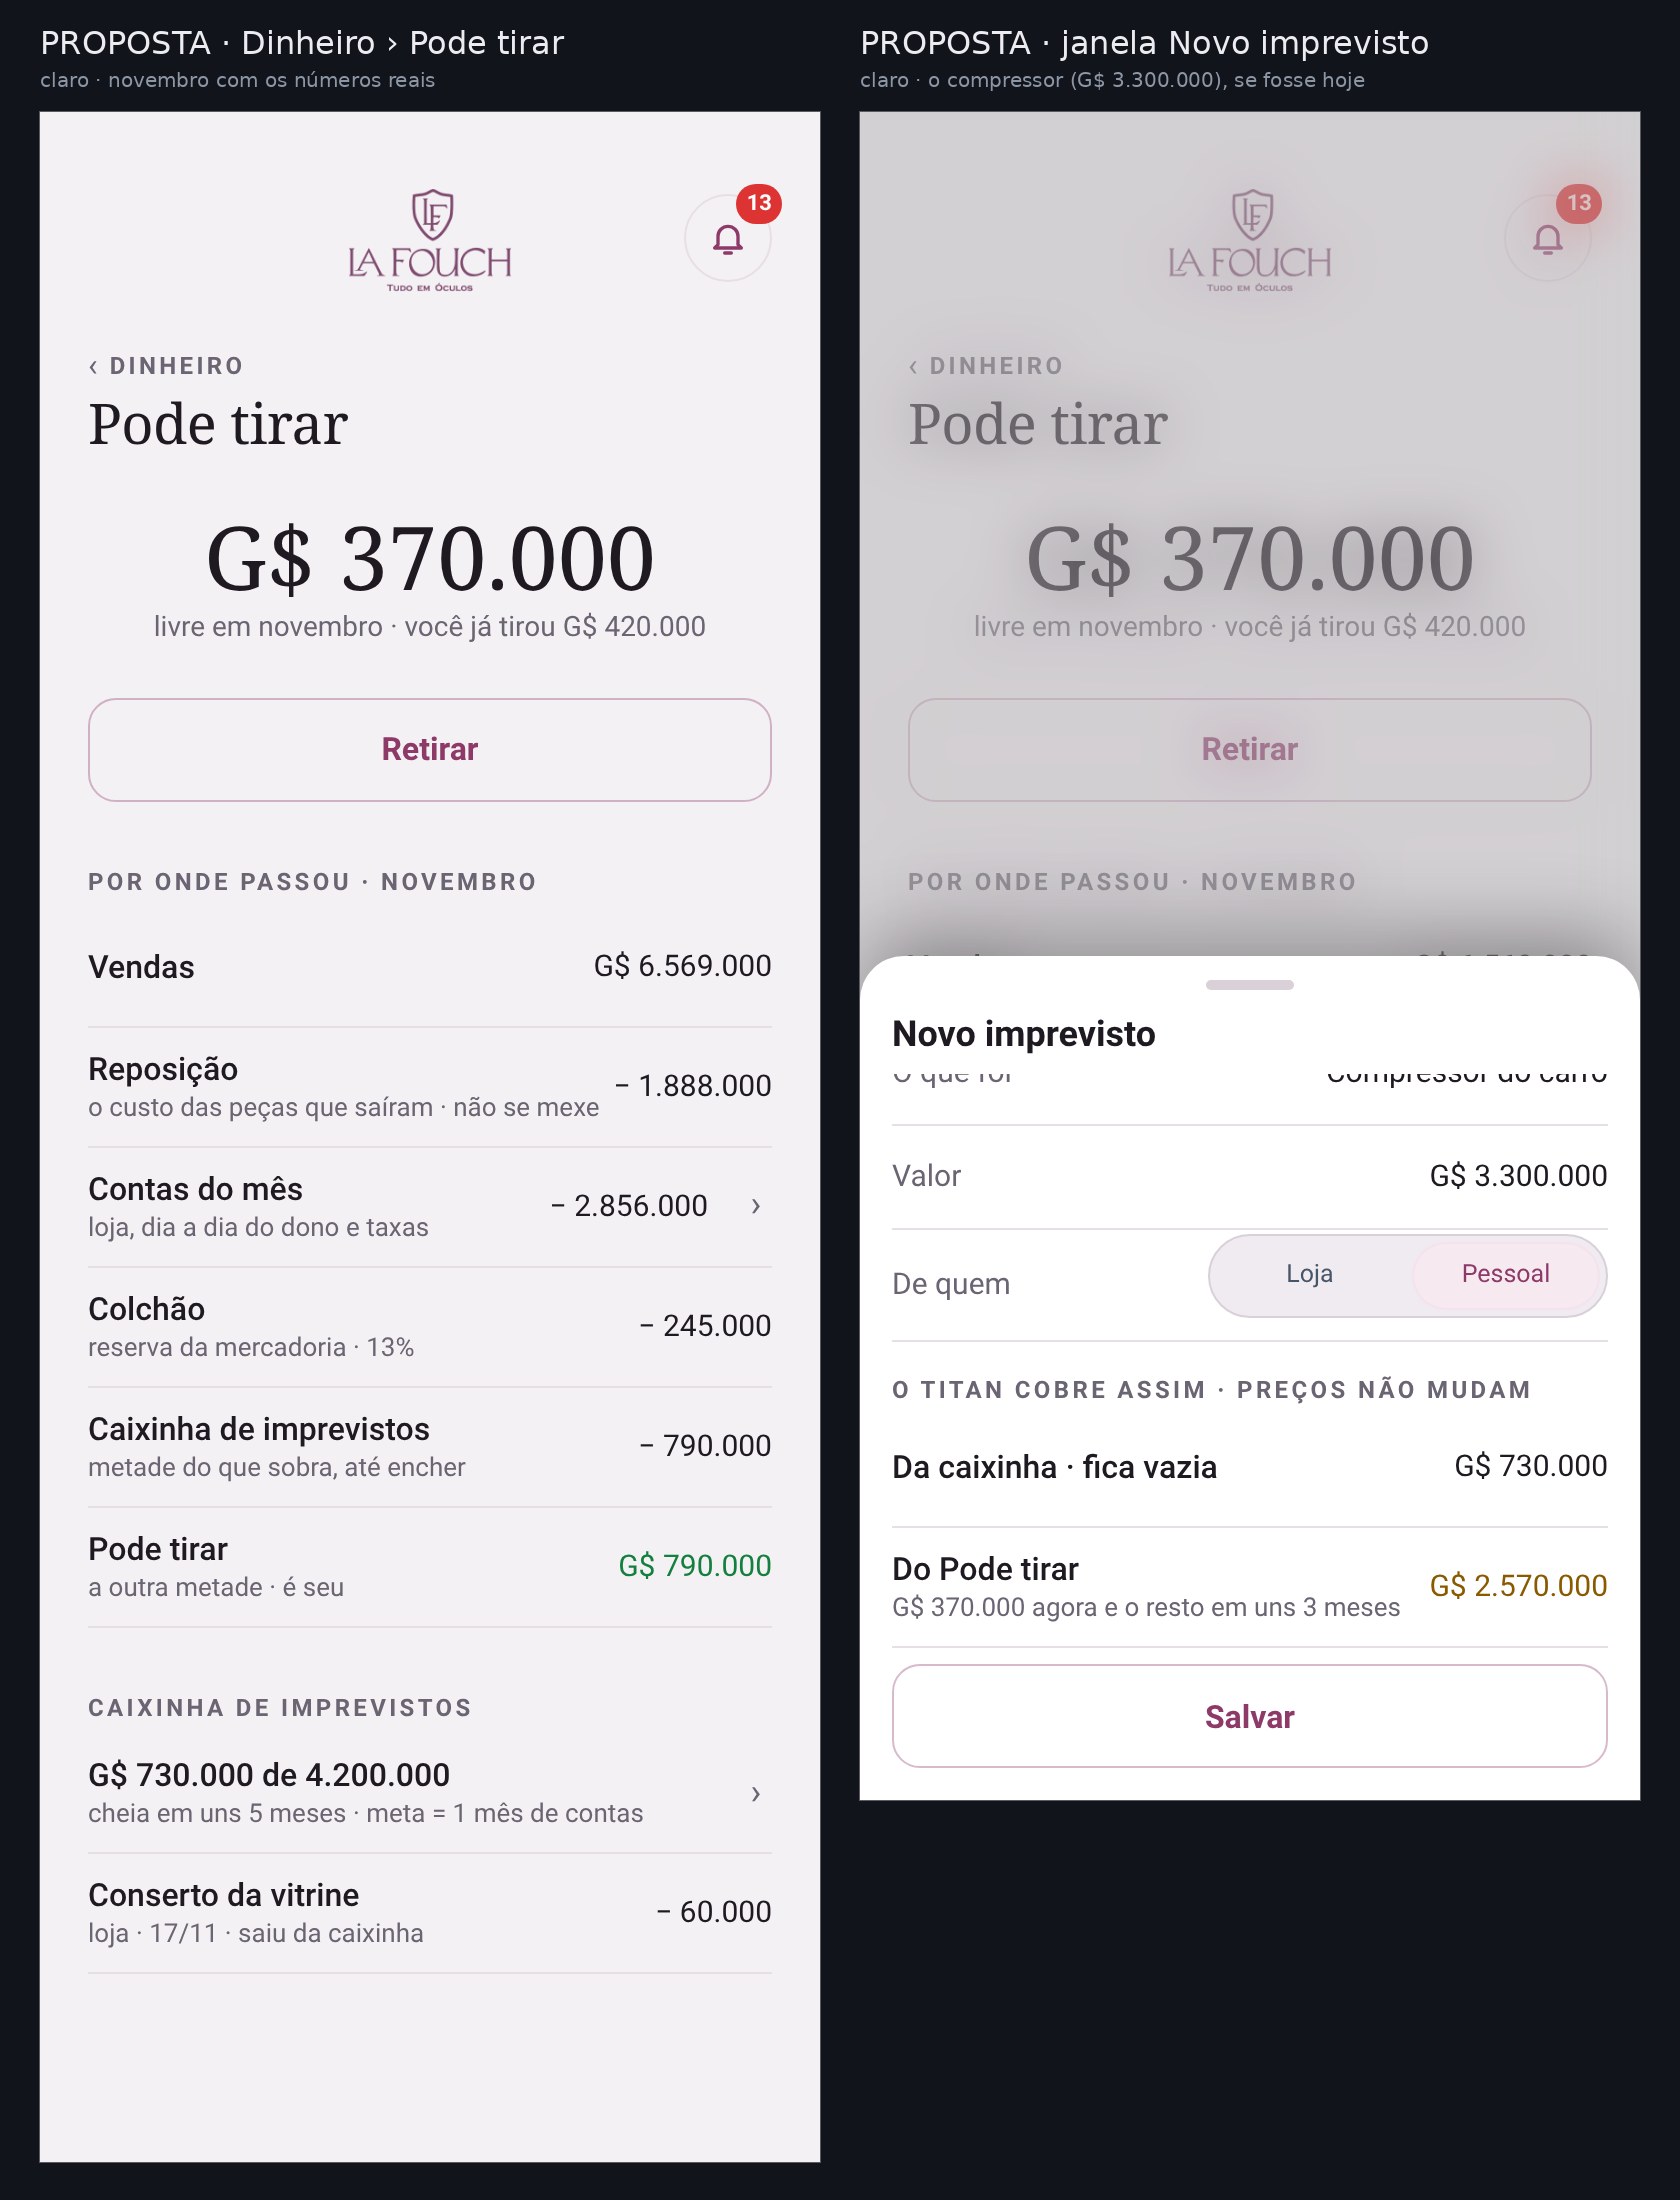 PROPOSTA · Dinheiro › Pode tirar
claro · novembro com os números reais
LF
LA FOUCH
TUDO EM ÓCULOS
13
‹ DINHEIRO
Pode tirar
G$ 370.000
livre em novembro · você já tirou G$ 420.000
Retirar
POR ONDE PASSOU · NOVEMBRO
Vendas G$ 6.569.000
Reposição
o custo das peças que saíram · não se mexe − 1.888.000
Contas do mês
loja, dia a dia do dono e taxas − 2.856.000 ›
Colchão
reserva da mercadoria · 13% − 245.000
Caixinha de imprevistos
metade do que sobra, até encher − 790.000
Pode tirar
a outra metade · é seu G$ 790.000
CAIXINHA DE IMPREVISTOS
G$ 730.000 de 4.200.000
cheia em uns 5 meses · meta = 1 mês de contas ›
Conserto da vitrine
loja · 17/11 · saiu da caixinha − 60.000
PROPOSTA · janela Novo imprevisto
claro · o compressor (G$ 3.300.000), se fosse hoje
LF
LA FOUCH
TUDO EM ÓCULOS
13
‹ DINHEIRO
Pode tirar
G$ 370.000
livre em novembro · você já tirou G$ 420.000
Retirar
POR ONDE PASSOU · NOVEMBRO
Novo imprevisto
O que foi Compressor do carro
Valor G$ 3.300.000
De quem Loja Pessoal
O TITAN COBRE ASSIM · PREÇOS NÃO MUDAM
Da caixinha · fica vazia G$ 730.000
Do Pode tirar
G$ 370.000 agora e o resto em uns 3 meses G$ 2.570.000
Salvar